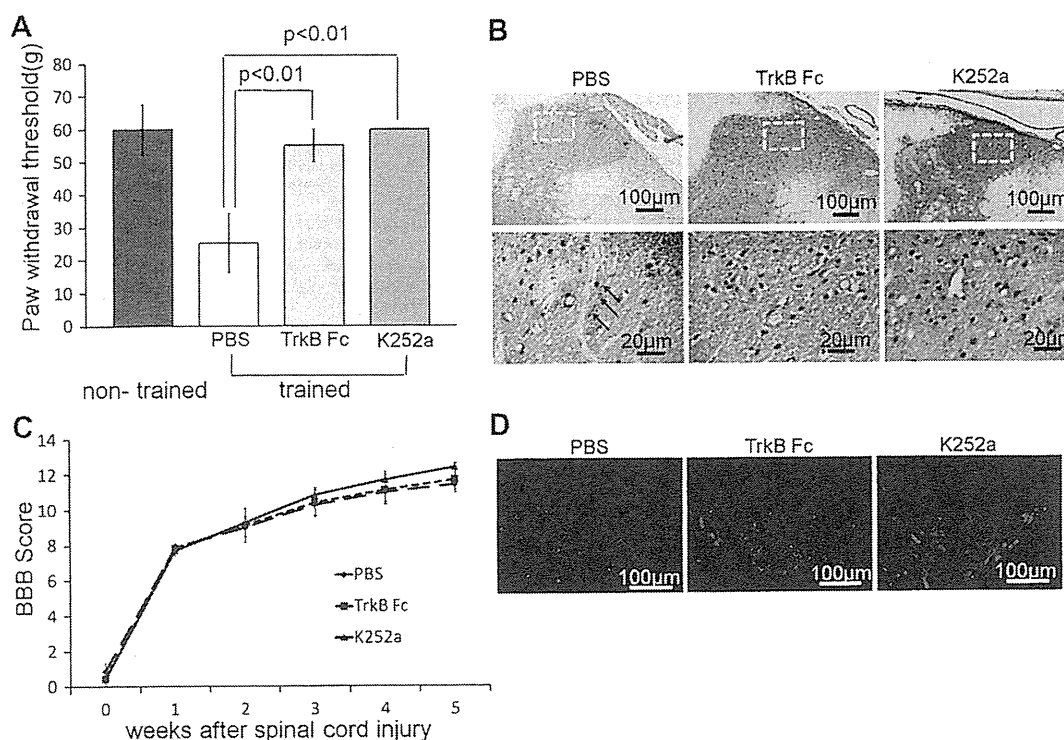 A
p<0.01
p<0.01
Paw withdrawal threshold(g)
80
70
60
50
40
30
20
10
0
PBS
TrkB Fc
K252a
non- trained
trained
B
PBS
TrkB Fc
K252a
100μm
100μm
100μm
20μm
20μm
20μm
C
BBB Score
14
12
10
8
6
4
2
0
PBS
TrkB Fc
K252a
0
1
2
3
4
5
weeks after spinal cord injury
D
PBS
TrkB Fc
K252a
100μm
100μm
100μm